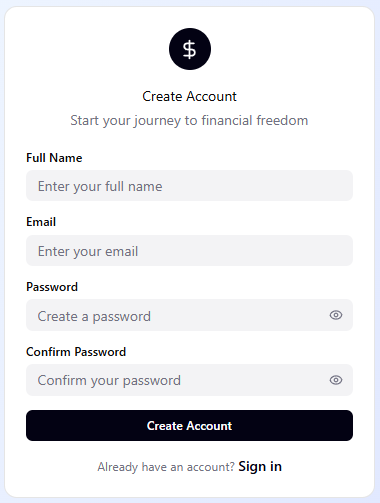 $
Create Account
Start your journey to financial freedom
Full Name
Enter your full name
Email
Enter your email
Password
Create a password
Confirm Password
Confirm your password
Create Account
Already have an account? Sign in